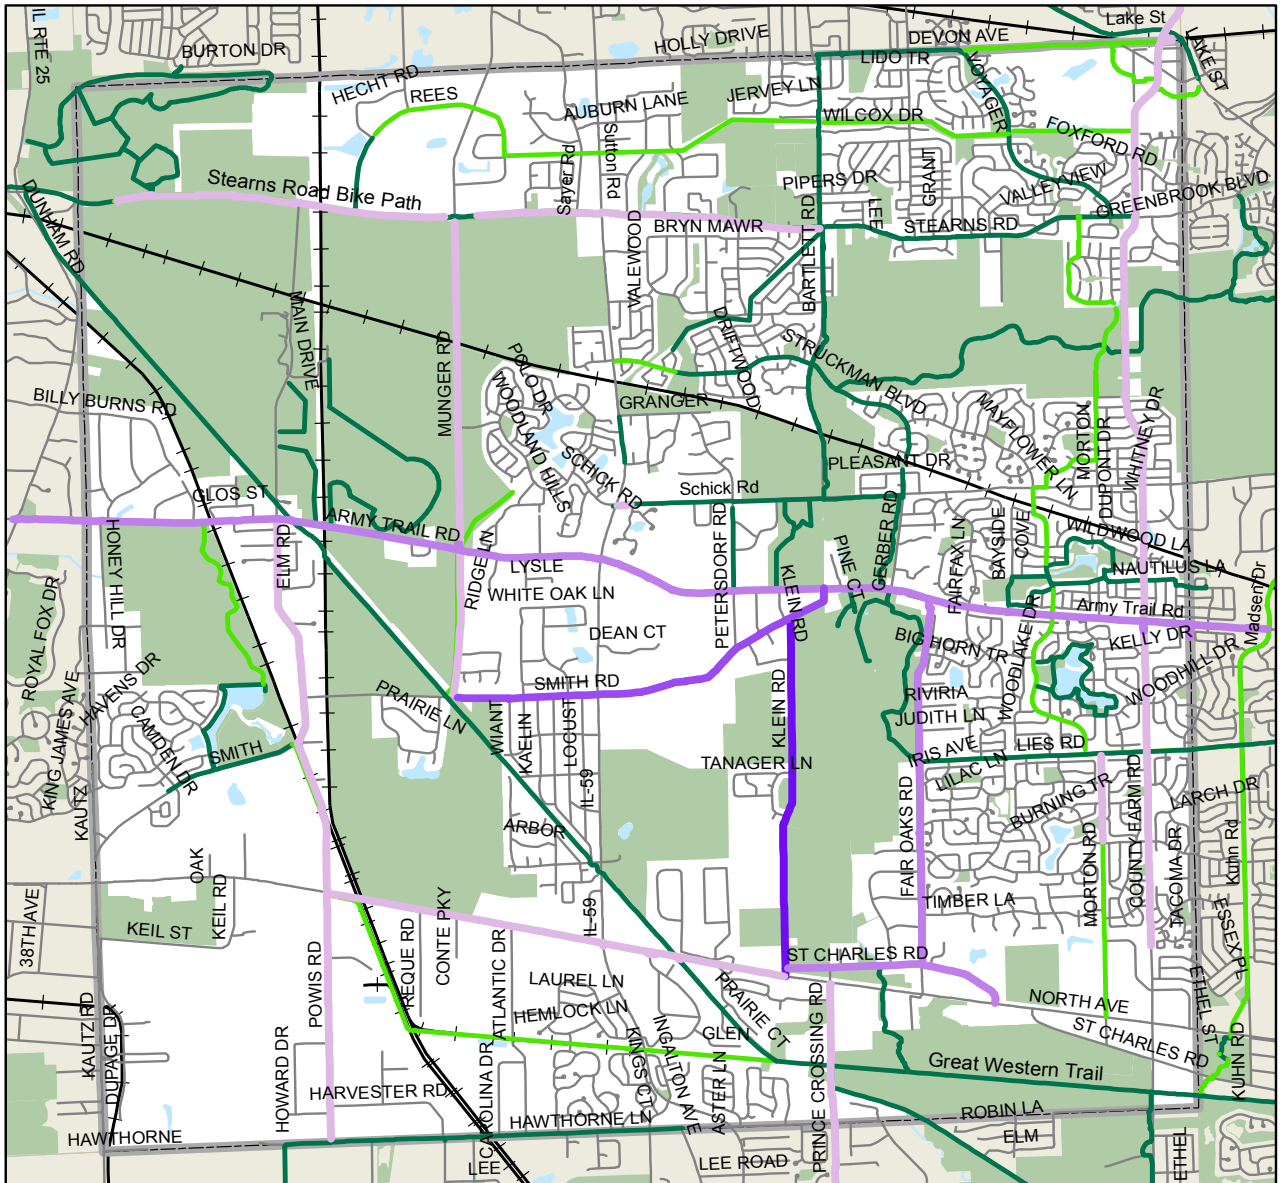 IL RTE 25
BURTON DR
HOLLY DRIVE
DEVON AVE
Lake St
LAKE ST
LIDO TR
HECHT RD
REES
AUBURN LANE
JERVEY LN
VOYAGER
WILCOX DR
FOXFORD RD
Sayer Rd
Sutton Rd
GRANT
PIPERS DR
VALLEYVIEW
GREENBROOK BLVD
DUNHAM RD
Stearns Road Bike Path
BRYN MAWR
BARTLETT RD
LEE
STEARNS RD
VALEWOOD
MAIN DRIVE
MUNGER RD
POLO DR
WOODLAND HILLS
DRIFTWOOD
STRUCKMAN BLVD
GRANGER
BILLY BURNS RD
MAYFLOWER LN
MORTON
DUPONT DR
WHITNEY DR
SCHICK RD
Schick Rd
PLEASANT DR
GLOS ST
ARMY TRAIL RD
HONEY HILL DR
ELM RD
RIDGE LN
LYSLE
WHITE OAK LN
PETERSDORF RD
KLEIN RD
PINE CT
GERBER RD
FAIRFAX LN
BAYSIDE
COVE
WILDWOOD LA
NAUTILUS LA
Army Trail Rd
Madsen Dr
KELLY DR
ROYAL FOX DR
DEAN CT
BIG HORN TR
WOODLAKE DR
WOODHILL DR
HAVENS DR
KING JAMES AVE
CAMDEN DR
SMITH
PRAIRIE LN
SMITH RD
WIANT
KAELIN
LOCUST
KLEIN RD
RIVIRIA
JUDITH LN
IRIS AVE
LIES RD
LILAC LN
TANAGER LN
IL-59
KAUTZ
ARBOR
FAIR OAKS RD
BURNING TR
COUNTY FARM RD
LARCH DR
TACOMA DR
Kuhn Rd
MORTON RD
OAK
KEIL RD
38TH AVE
KEIL ST
CONTE PKY
IL-59
TIMBER LA
ESSEX PL
POWIS RD
REQUE RD
ATLANTIC DR
ST CHARLES RD
LAUREL LN
HEMLOCK LN
PRAIRIE CT
GLEN
PRINCE CROSSING RD
NORTH AVE
ST CHARLES RD
ETHEL ST
KUHN RD
KAUTZ RD
DUPAGE DR
HOWARD DR
HARVESTER RD
CAROLINA DR
KINGS CT
INGALTON AVE
ASTER LN
Great Western Trail
HAWTHORNE
HAWTHORNE LN
ROBIN LA
ELM
ETHEL
LEE
LEE ROAD